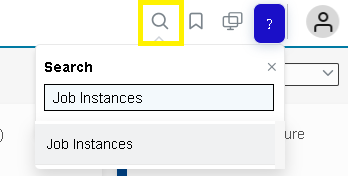 ?
Search ×
Job Instances
Job Instances
ure
)